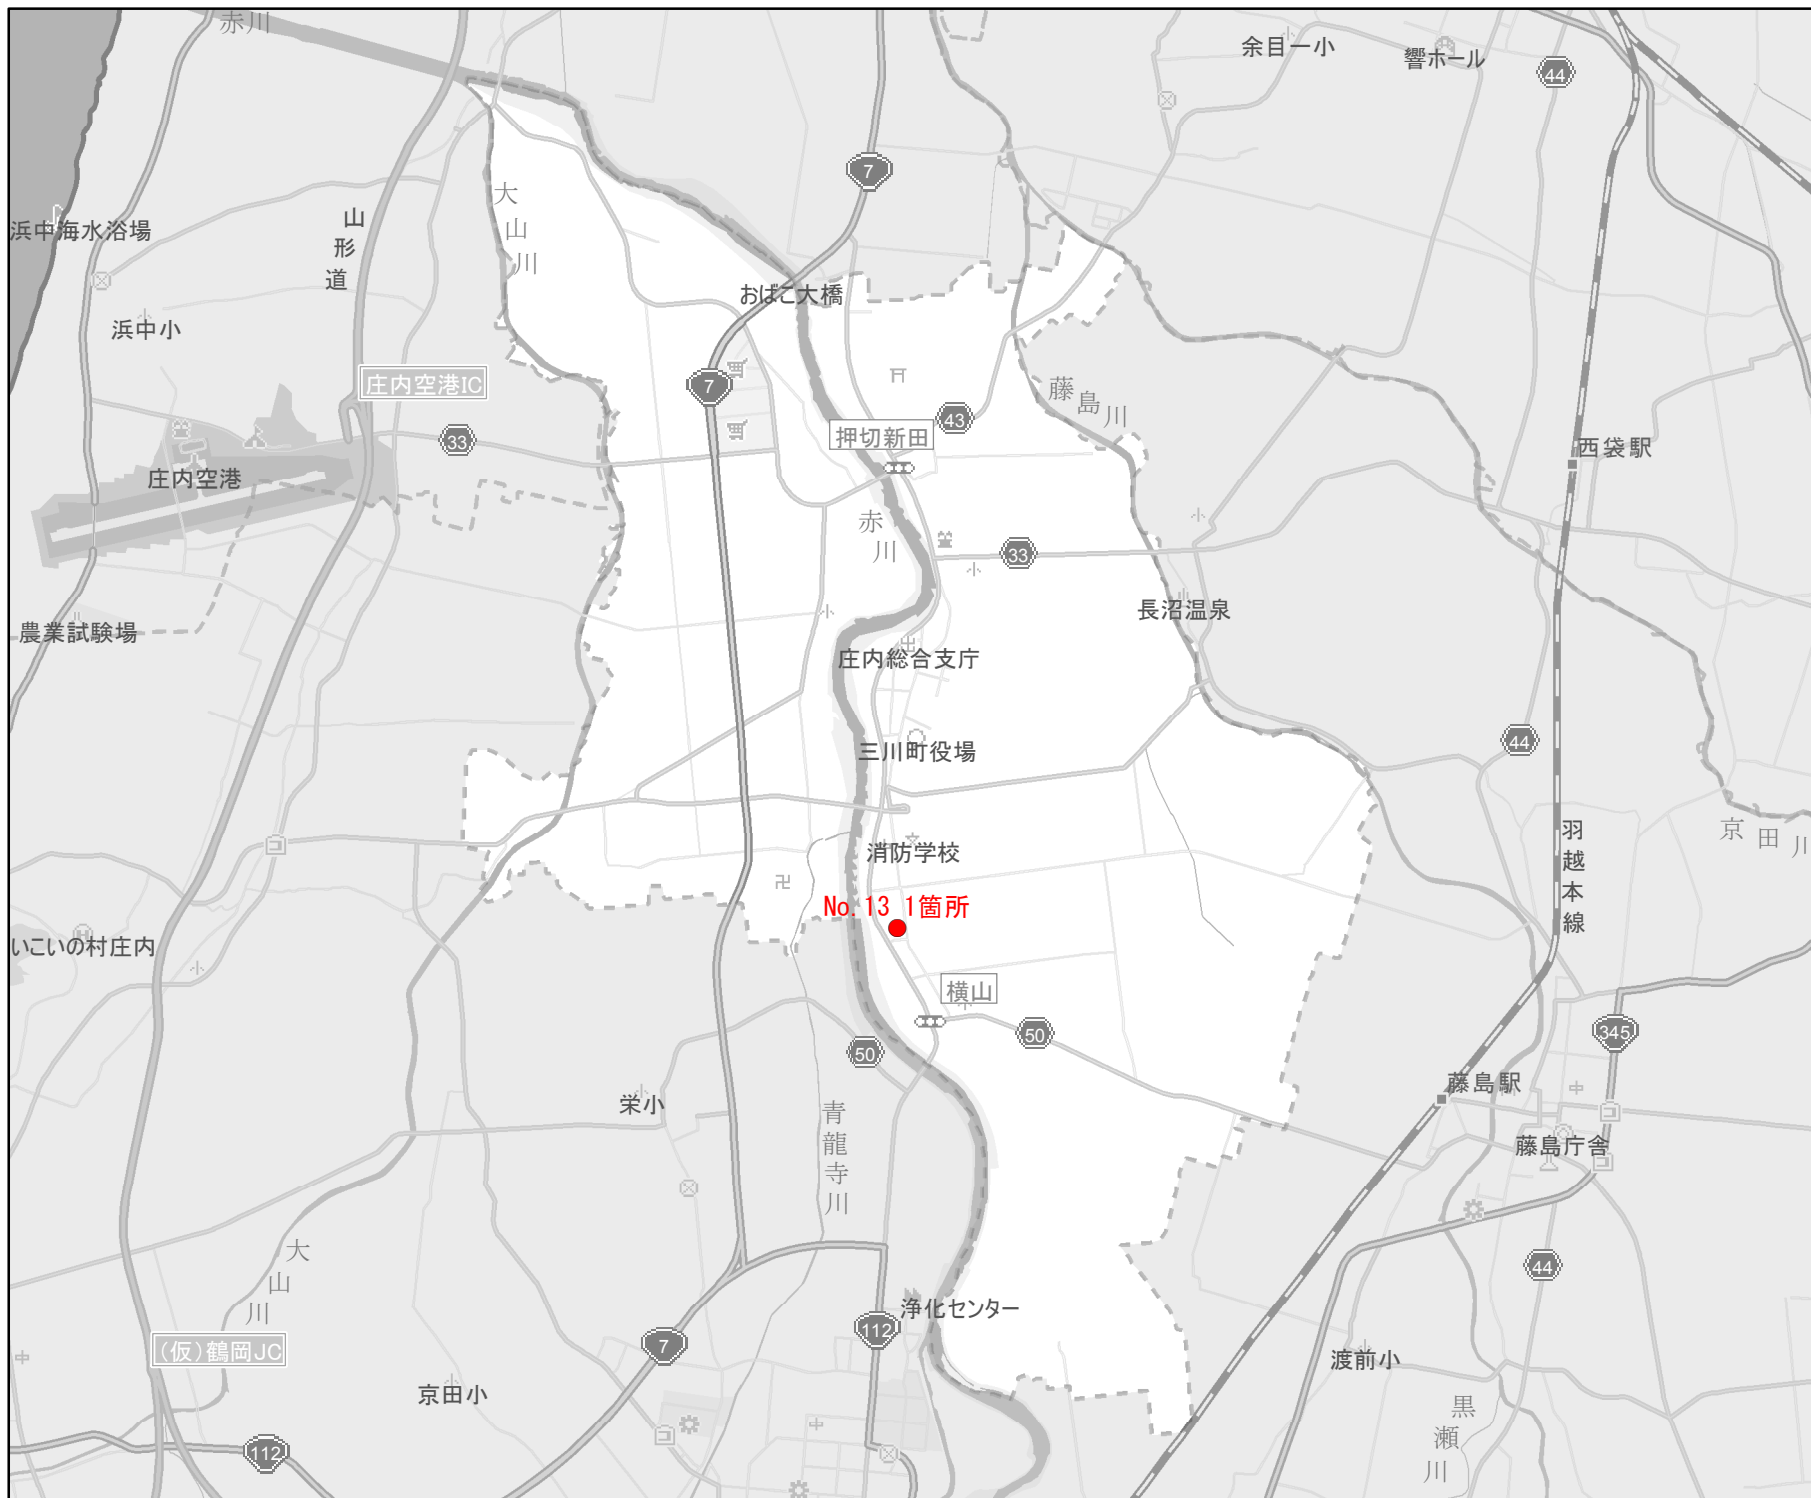 赤川
余目一小
響ホール
44
7
大山川
浜中海水浴場
山形道
おばこ大橋
浜中小
庄内空港IC
7
藤島川
43
押切新田
33
西袋駅
庄内空港
赤川
33
長沼温泉
農業試験場
庄内総合支庁
三川町役場
44
羽越本線
京田川
消防学校
No.13 1箇所
いこいの村庄内
横山
50
50
345
藤島駅
栄小
青龍寺川
藤島庁舎
大山川
44
浄化センター
112
7
(仮)鶴岡JC
渡前小
京田小
黒瀬川
112